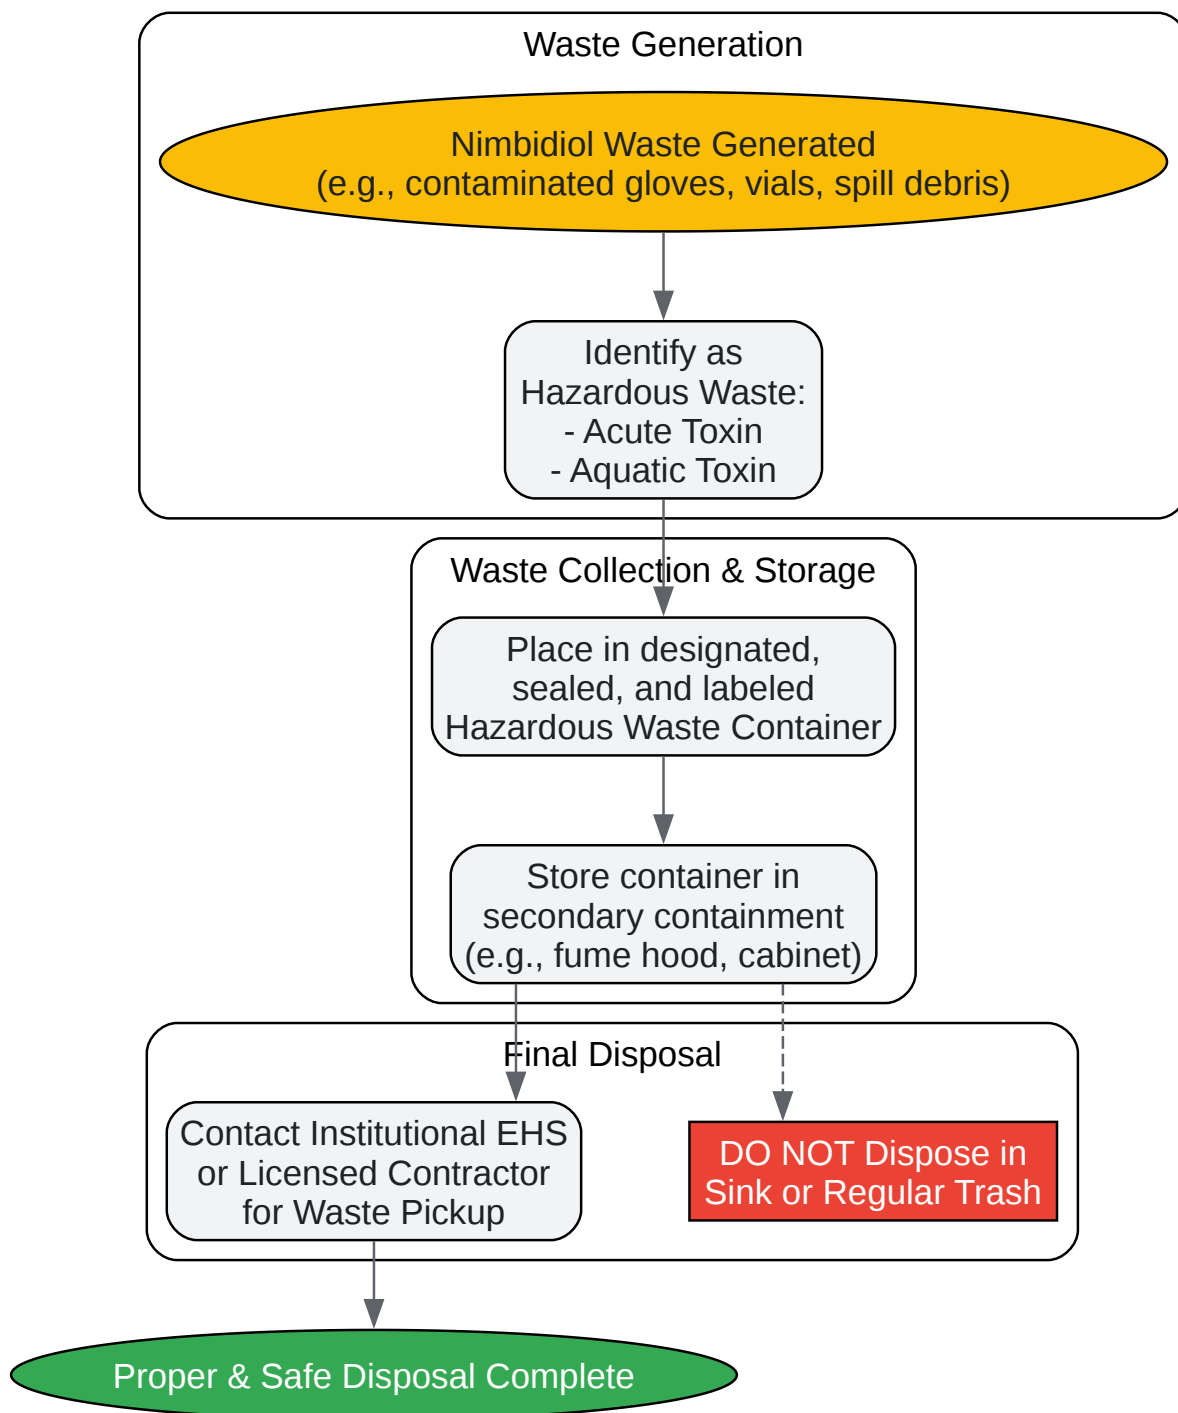 Waste Generation
Nimbidiol Waste Generated
(e.g., contaminated gloves, vials, spill debris)
Identify as
Hazardous Waste:
- Acute Toxin
- Aquatic Toxin
Waste Collection & Storage
Place in designated,
sealed, and labeled
Hazardous Waste Container
Store container in
secondary containment
(e.g., fume hood, cabinet)
Final Disposal
Contact Institutional EHS
or Licensed Contractor
for Waste Pickup
DO NOT Dispose in
Sink or Regular Trash
Proper & Safe Disposal Complete